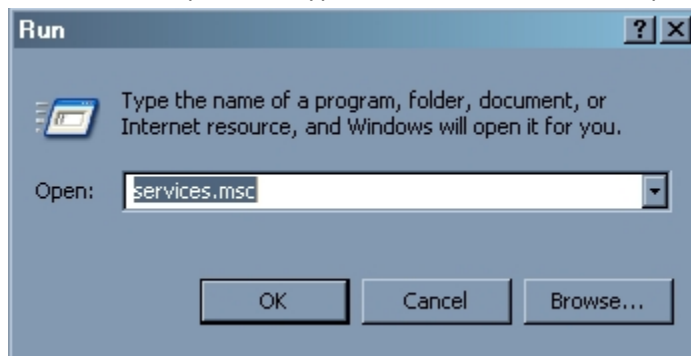 Run
Type the name of a program, folder, document, or
Internet resource, and Windows will open it for you.
Open: services.msc
OK Cancel Browse...